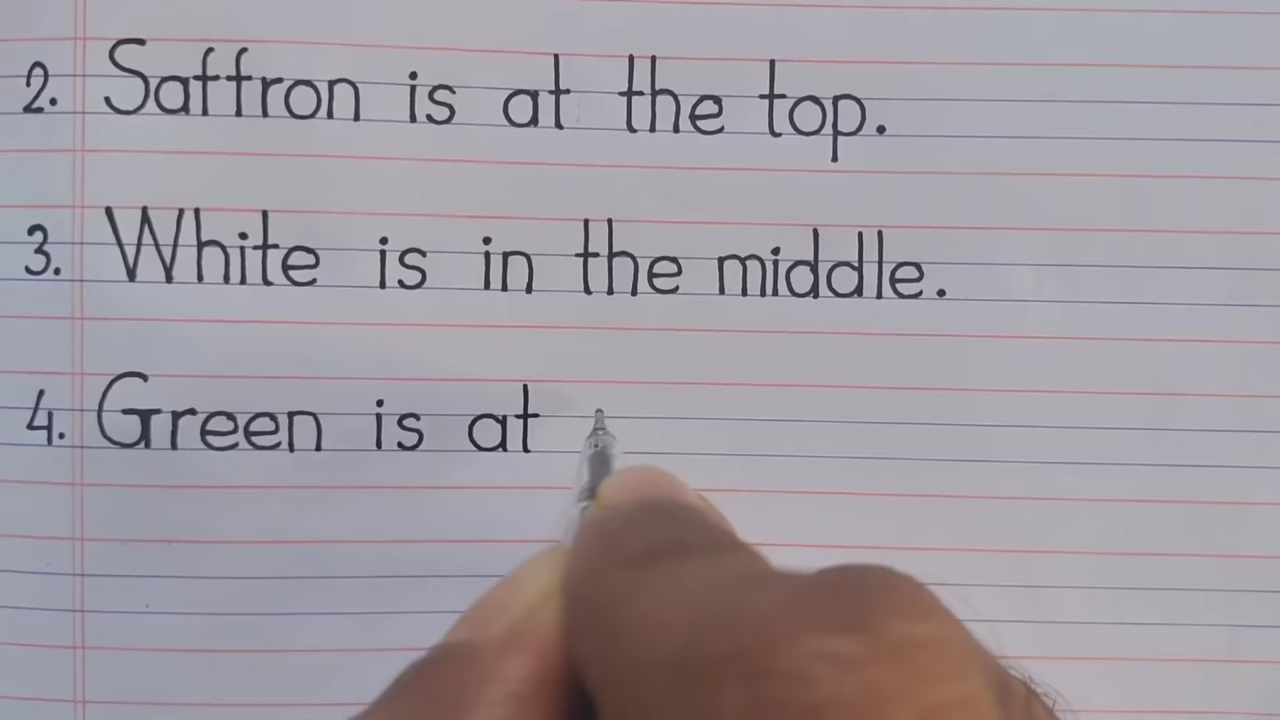 2. Saffron is at the top.
3. White is in the middle.
4. Green is at